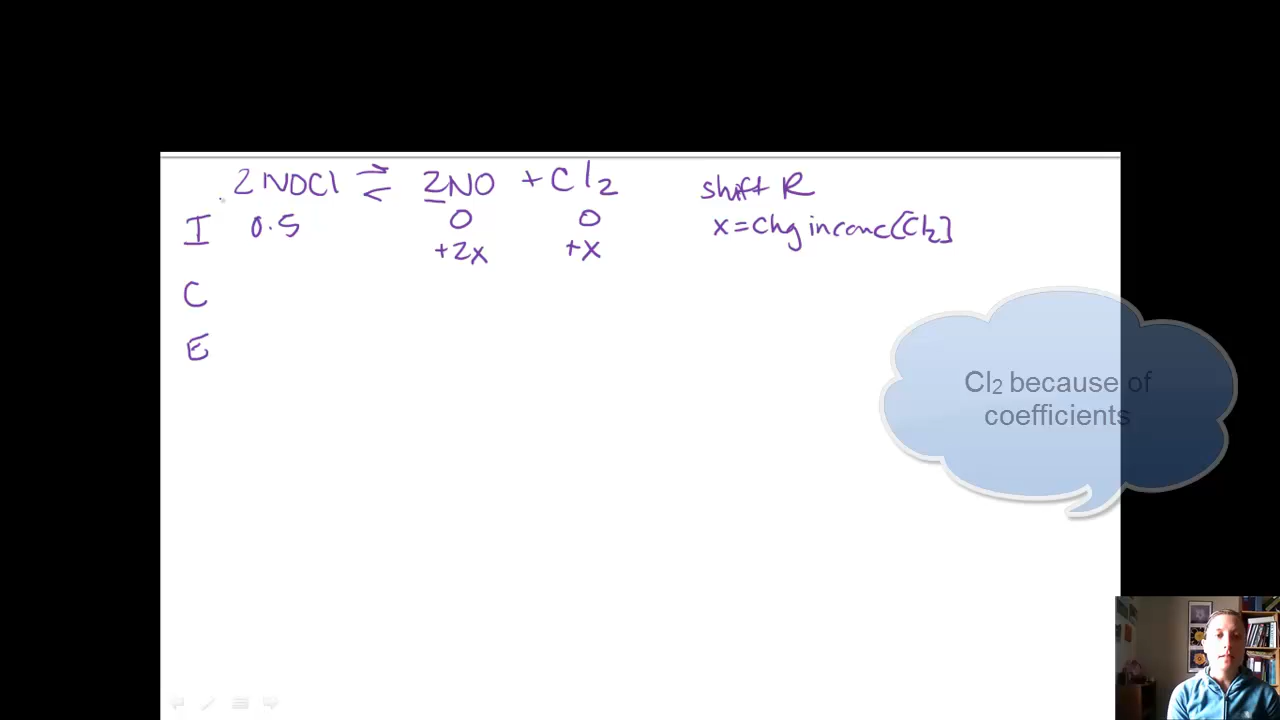 2NOCl ⇌ 2NO + Cl2
shift R
I 0.5 0 0
x = Chg in conc [Cl2]
+2x +x
C
E
Cl2 because of
coefficients